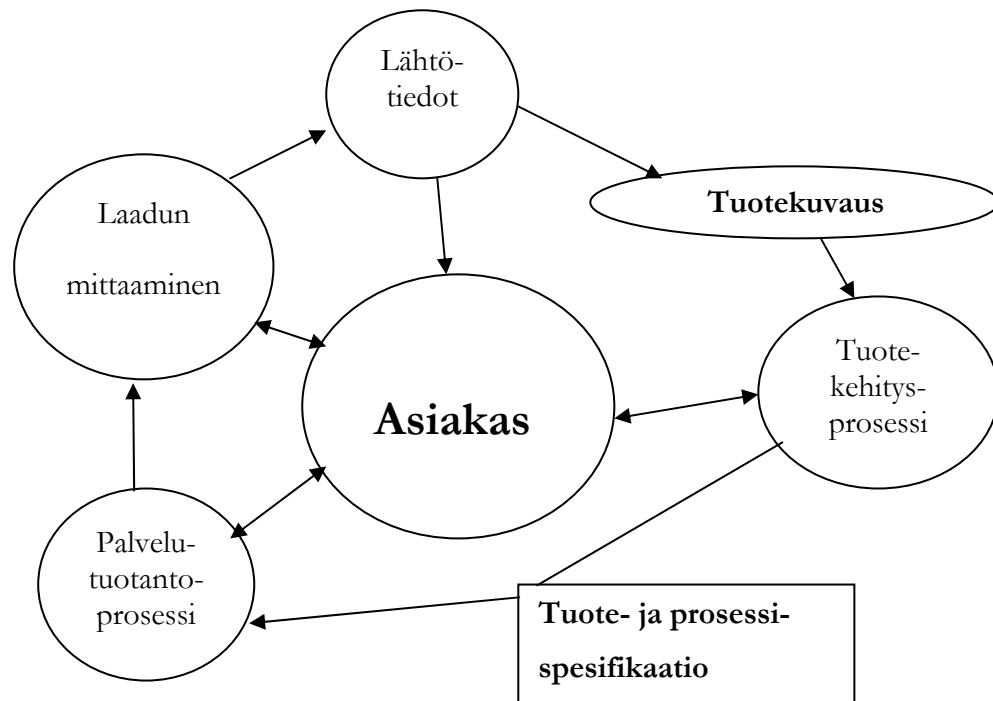 Lähtö-
tiedot
Laadun
mittaaminen
Tuotekuvaus
Asiakas
Tuote-
kehitys-
prosessi
Palvelu-
tuotanto-
prosessi
Tuote- ja prosessi-
spesifikaatio